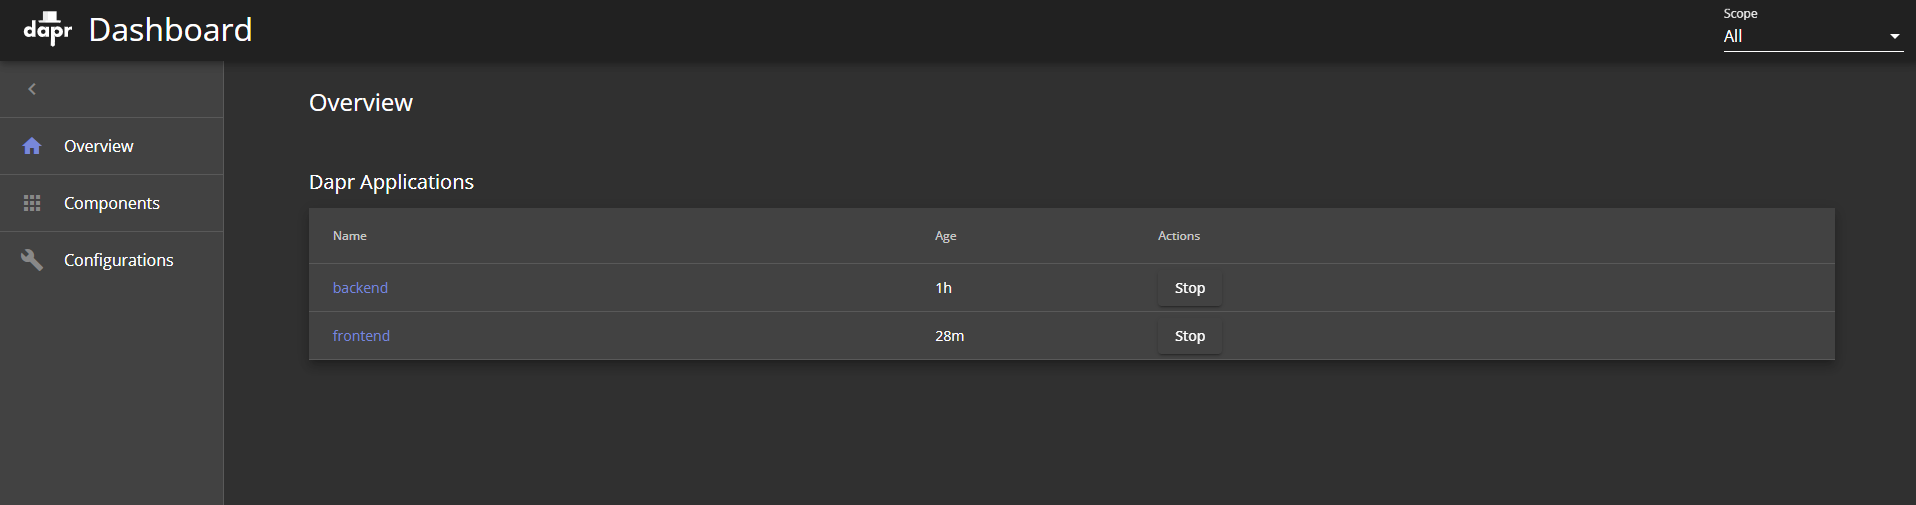 dapr Dashboard
Scope
All
Overview
Components
Configurations
Overview
Dapr Applications
Name Age Actions
backend 1h Stop
frontend 28m Stop